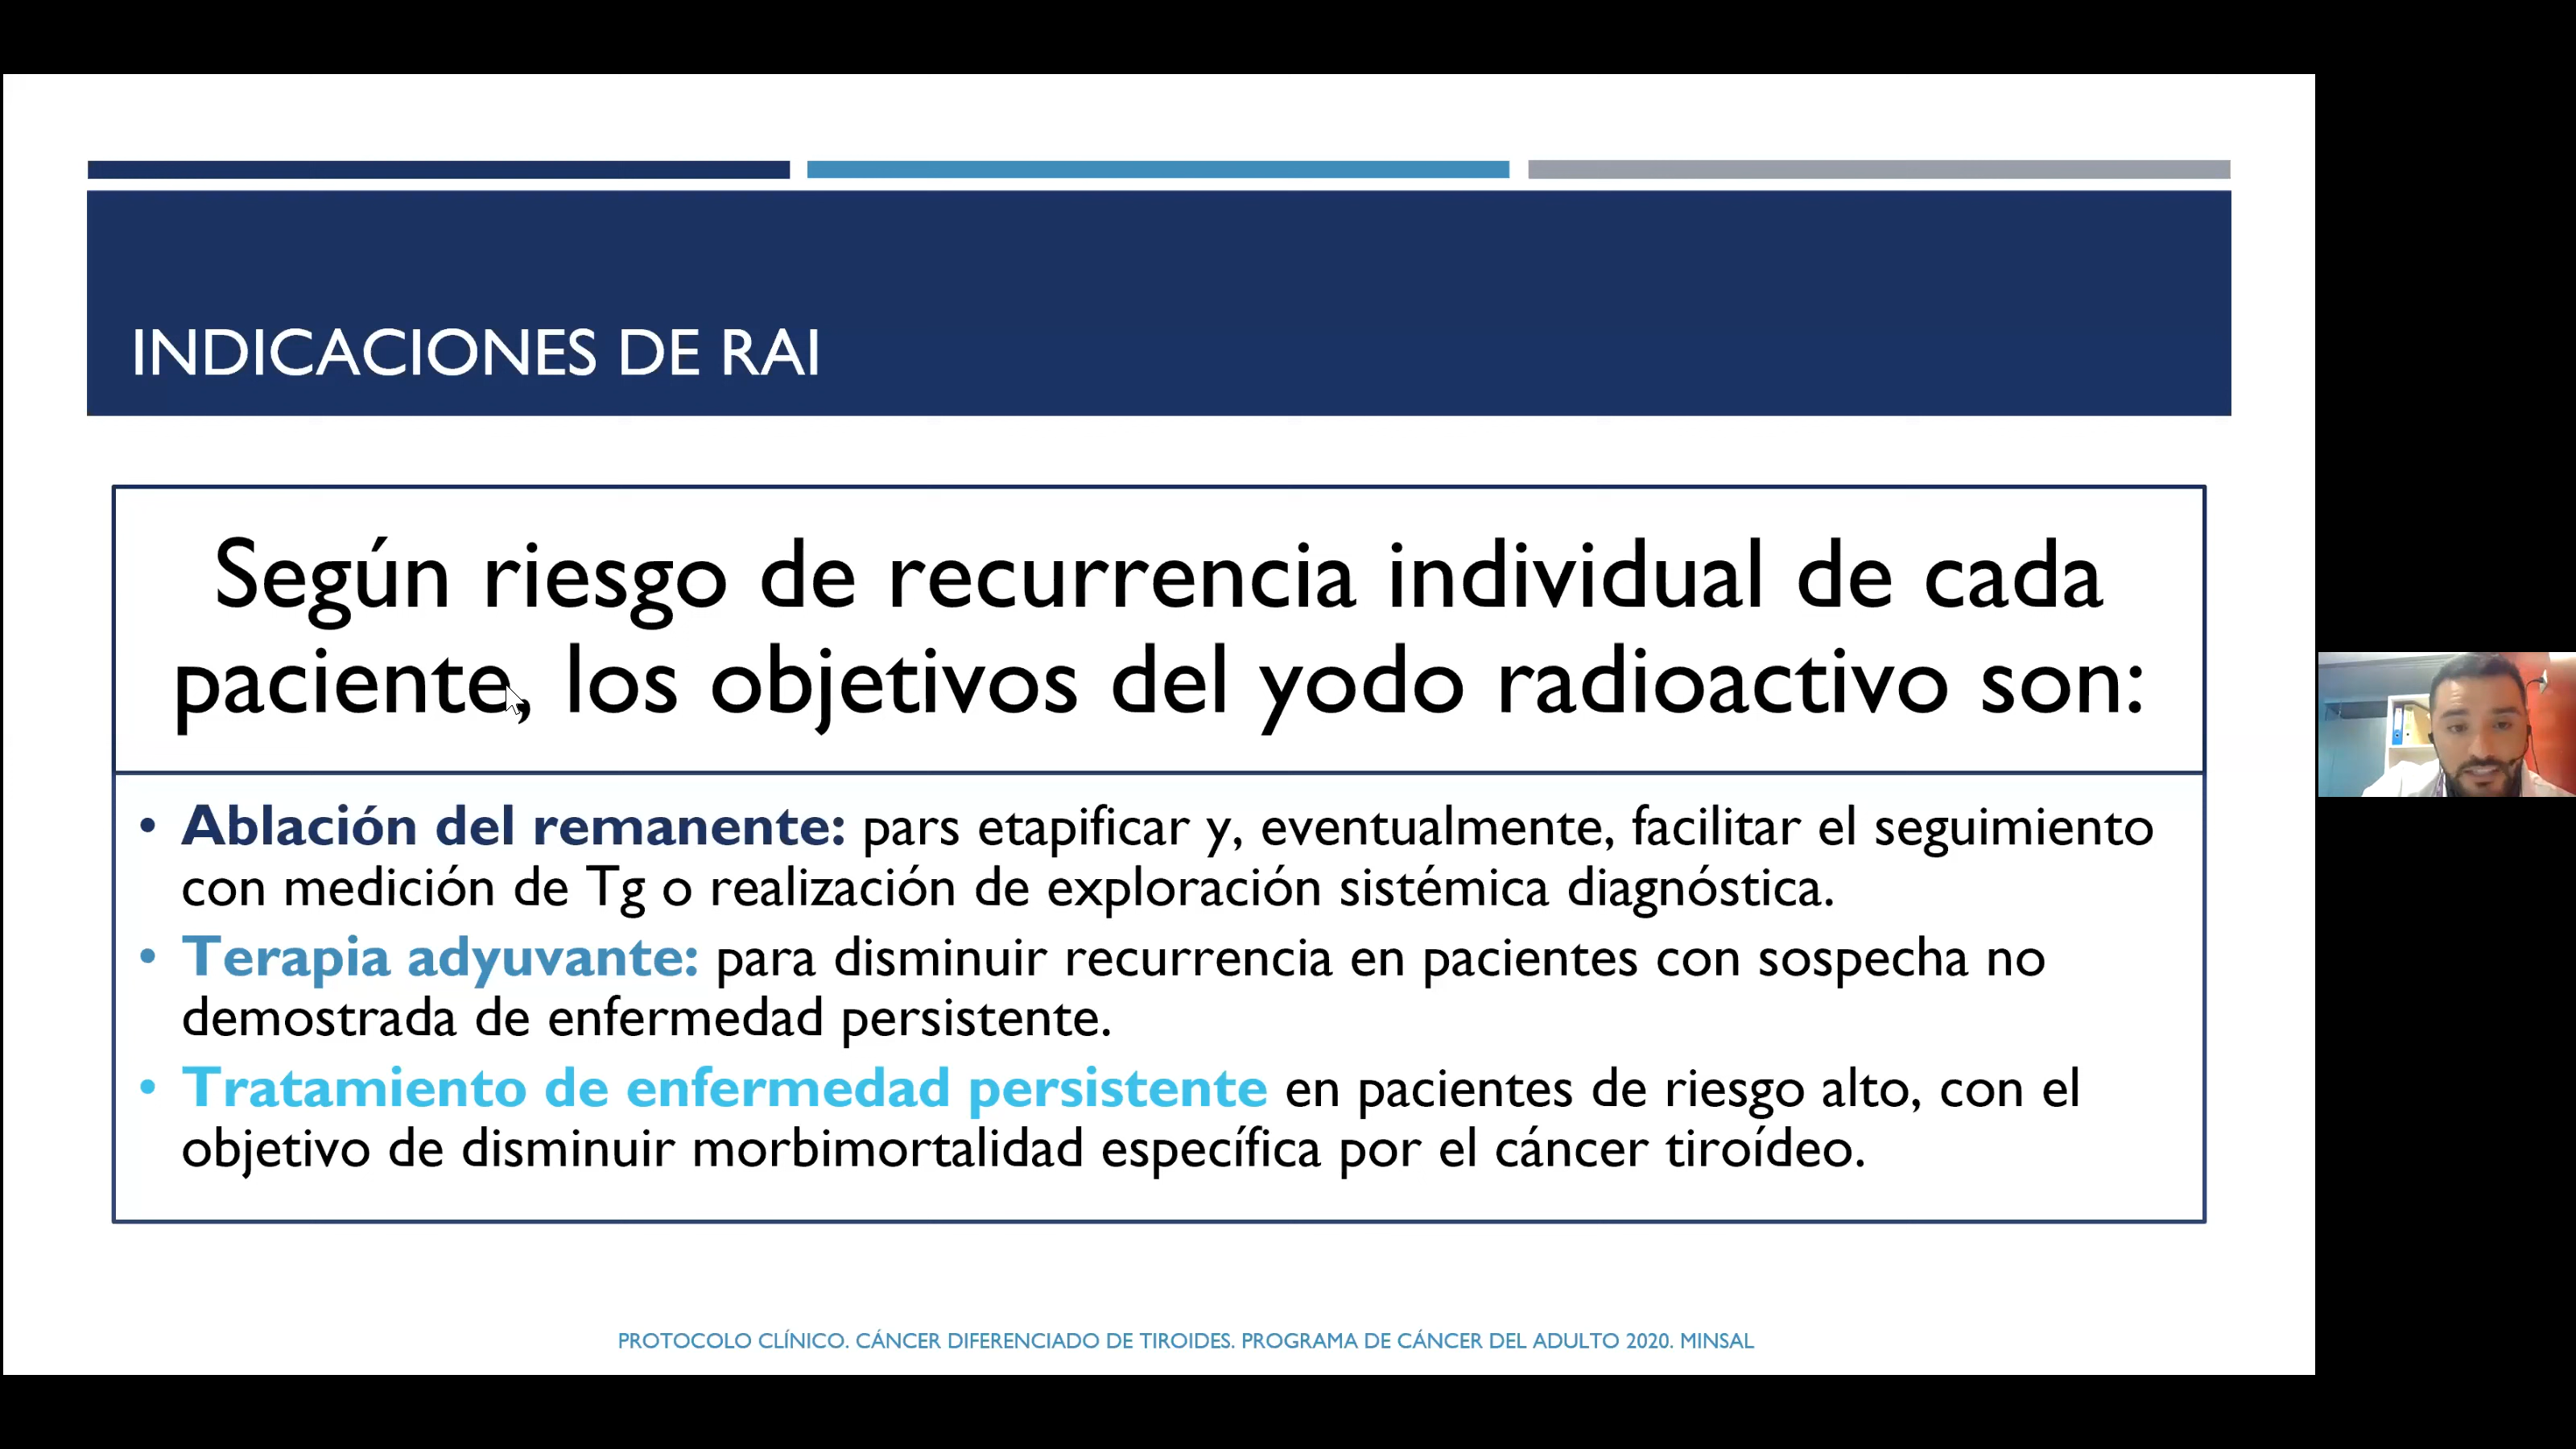 INDICACIONES DE RAI
Según riesgo de recurrencia individual de cada
paciente, los objetivos del yodo radioactivo son:
• Ablación del remanente: pars etapificar y, eventualmente, facilitar el seguimiento
con medición de Tg o realización de exploración sistémica diagnóstica.
• Terapia adyuvante: para disminuir recurrencia en pacientes con sospecha no
demostrada de enfermedad persistente.
• Tratamiento de enfermedad persistente en pacientes de riesgo alto, con el
objetivo de disminuir morbimortalidad específica por el cáncer tiroídeo.
PROTOCOLO CLÍNICO. CÁNCER DIFERENCIADO DE TIROIDES. PROGRAMA DE CÁNCER DEL ADULTO 2020. MINSAL